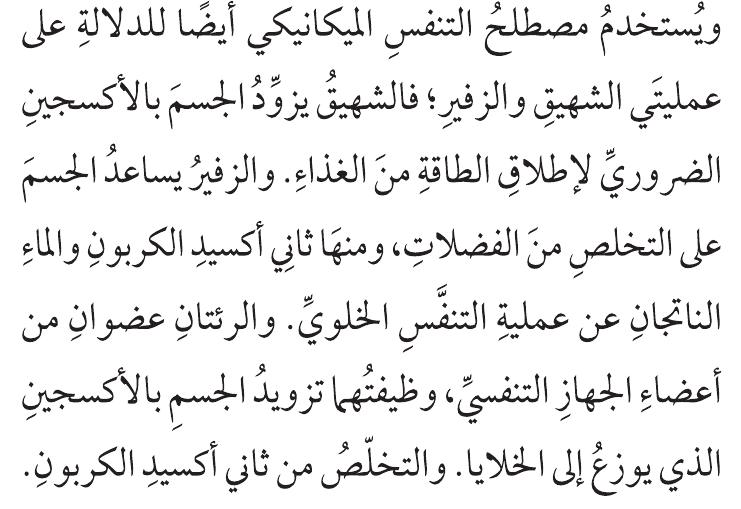 ويُستخدمُ مصطلحُ التنفسِ الميكانيكي أيضًا للدلالةِ على
عمليتَي الشهيقِ والزفيرِ؛ فالشهيقُ يزوِّدُ الجسمَ بالأكسجينِ
الضروريِّ لإطلاقِ الطاقةِ منَ الغذاءِ. والزفيرُ يساعدُ الجسمَ
على التخلصِ منَ الفضلاتِ، ومنهَا ثانِي أكسيدِ الكربونِ والماءِ
الناتجانِ عن عمليةِ التنفَّسِ الخلويِّ. والرئتانِ عضوانِ من
أعضاءِ الجهازِ التنفسيِّ، وظيفتُهما تزويدُ الجسمِ بالأكسجينِ
الذي يوزعُ إلى الخلايا. والتخلّصُ من ثاني أكسيدِ الكربونِ.